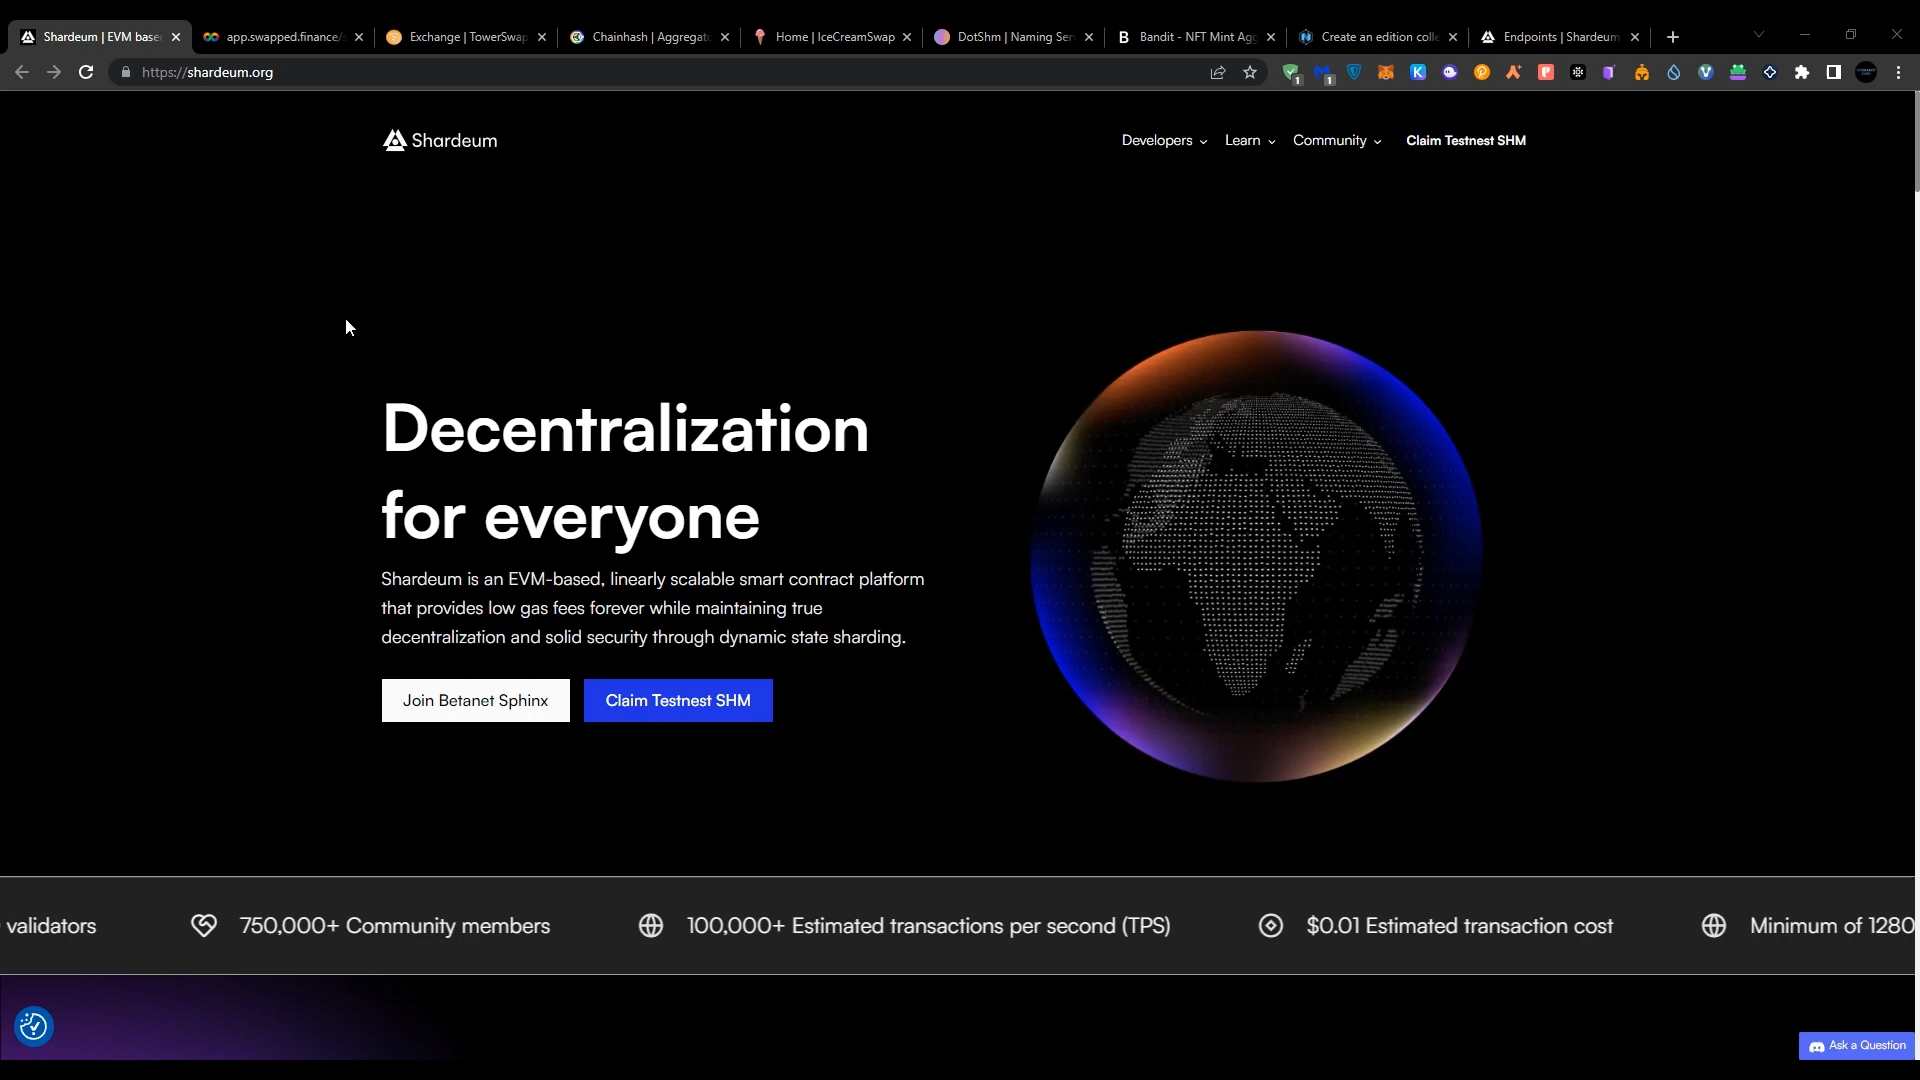 Shardeum | EVM base
app.swapped.finance/s
Exchange | TowerSwap
Chainhash | Aggregato
Home | IceCreamSwap
DotShm | Naming Ser
Bandit - NFT Mint Agg
Create an edition colle
Endpoints | Shardeum
https://shardeum.org
1
1
Shardeum
Developers
Learn
Community
Claim Testnest SHM
Decentralization
for everyone
Shardeum is an EVM-based, linearly scalable smart contract platform
that provides low gas fees forever while maintaining true
decentralization and solid security through dynamic state sharding.
Join Betanet Sphinx
Claim Testnest SHM
validators
750,000+ Community members
100,000+ Estimated transactions per second (TPS)
$0.01 Estimated transaction cost
Minimum of 1280
Ask a Question